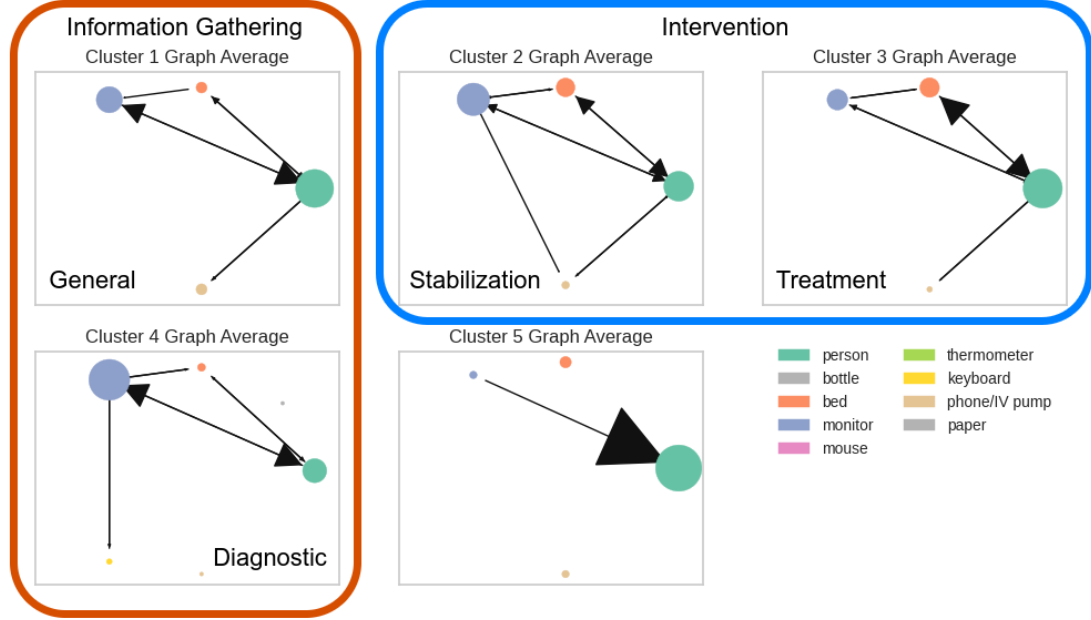 Information Gathering
Intervention
Cluster 1 Graph Average
Cluster 2 Graph Average
Cluster 3 Graph Average
General
Stabilization
Treatment
Cluster 4 Graph Average
Cluster 5 Graph Average
Diagnostic
person
bottle
bed
monitor
mouse
thermometer
keyboard
phone/IV pump
paper